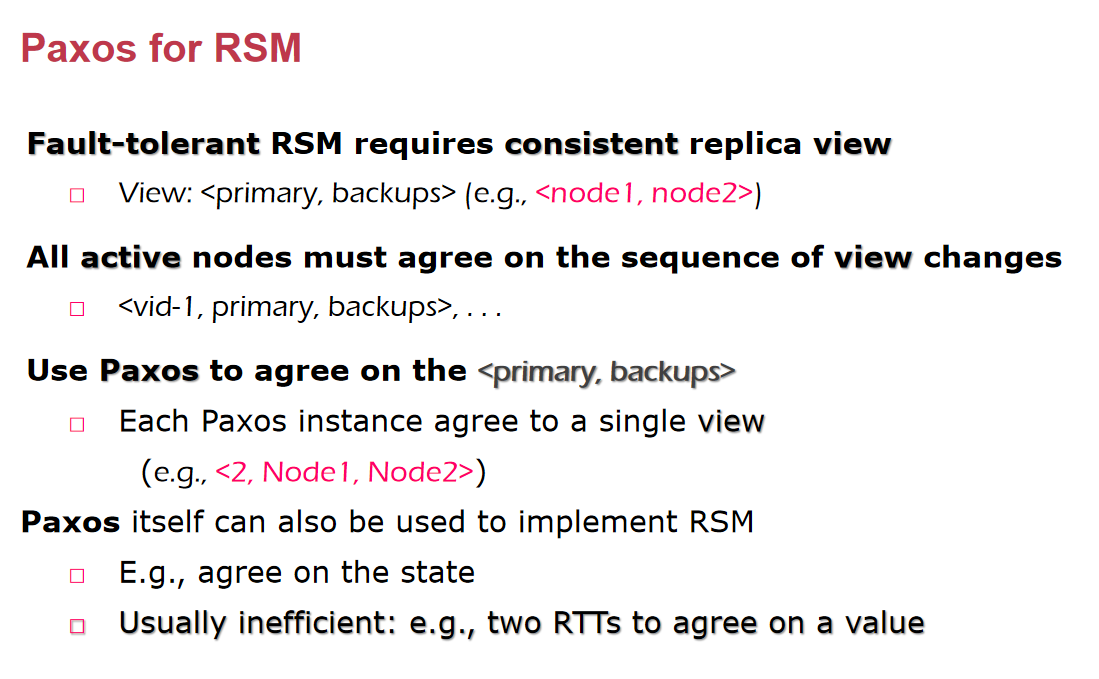 Paxos for RSM
Fault-tolerant RSM requires consistent replica view
View: <primary, backups> (e.g., <node1, node2>)
All active nodes must agree on the sequence of view changes
<vid-1, primary, backups>, . . .
Use Paxos to agree on the <primary, backups>
Each Paxos instance agree to a single view
(e.g., <2, Node1, Node2>)
Paxos itself can also be used to implement RSM
E.g., agree on the state
Usually inefficient: e.g., two RTTs to agree on a value